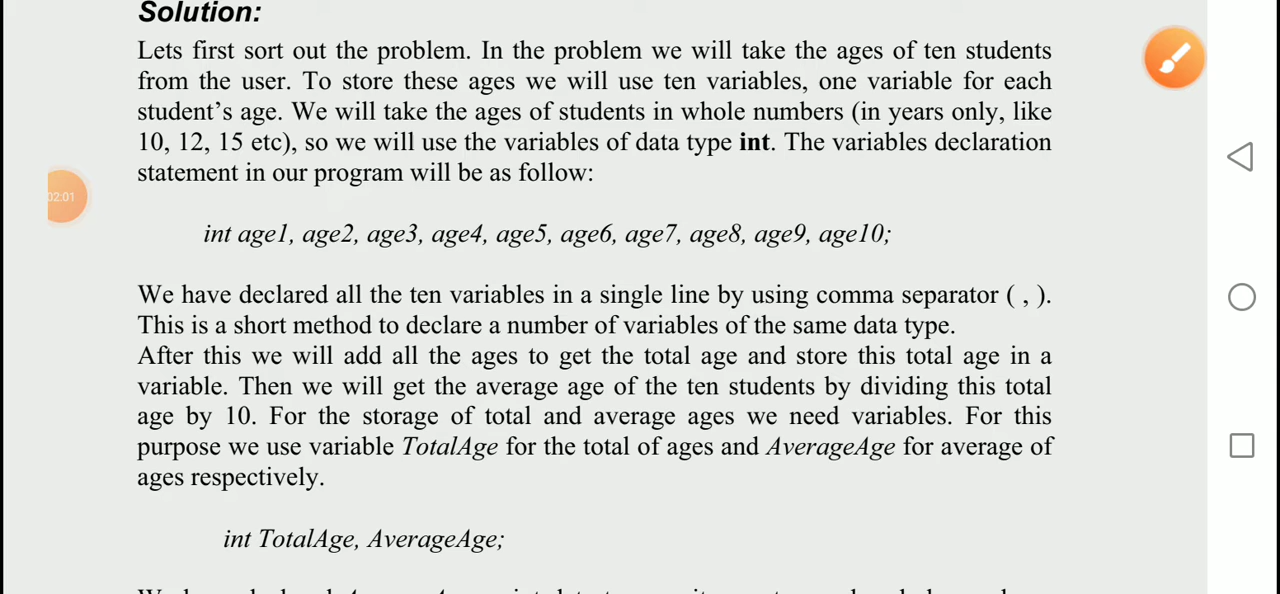 Solution:
Lets first sort out the problem. In the problem we will take the ages of ten students
from the user. To store these ages we will use ten variables, one variable for each
student's age. We will take the ages of students in whole numbers (in years only, like
10, 12, 15 etc), so we will use the variables of data type int. The variables declaration
statement in our program will be as follow:
02:01
int age1, age2, age3, age4, age5, age6, age7, age8, age9, age10;
We have declared all the ten variables in a single line by using comma separator ( , ).
This is a short method to declare a number of variables of the same data type.
After this we will add all the ages to get the total age and store this total age in a
variable. Then we will get the average age of the ten students by dividing this total
age by 10. For the storage of total and average ages we need variables. For this
purpose we use variable TotalAge for the total of ages and AverageAge for average of
ages respectively.
int TotalAge, AverageAge;